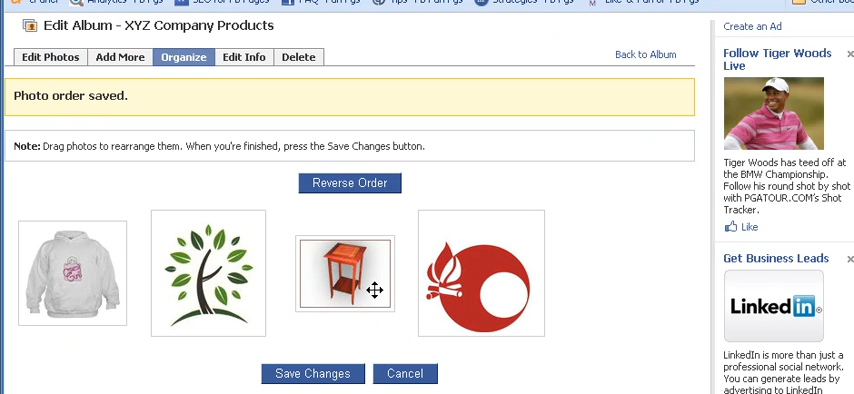 Edit Album - XYZ Company Products
Edit Photos Add More Organize Edit Info Delete
Back to Album
Photo order saved.
Note: Drag photos to rearrange them. When you're finished, press the Save Changes button.
Reverse Order
Save Changes Cancel
Create an Ad
Follow Tiger Woods
Live
Tiger Woods has teed off at
the BMW Championship.
Follow his round shot by shot
with PGATOUR.COM's Shot
Tracker.
Like
Get Business Leads
Linked in
LinkedIn is more than just a
professional social network.
You can generate leads by
advertising to LinkedIn